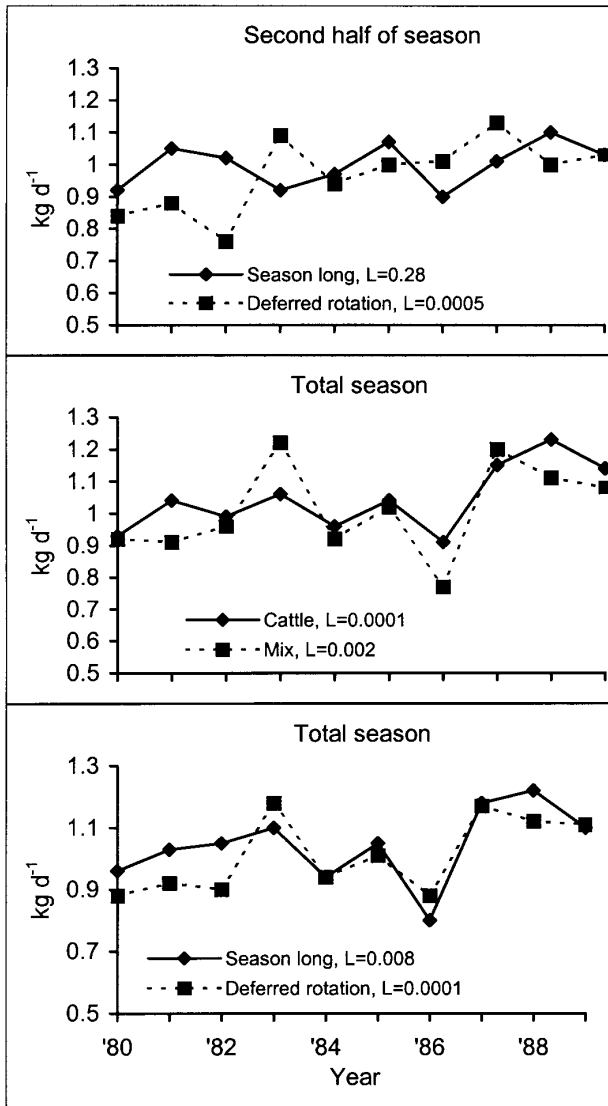 Second half of season
1.3
1.2
1.1
1
0.9
0.8
0.7
0.6
0.5
kg d⁻¹
Season long, L=0.28
Deferred rotation, L=0.0005
Total season
1.3
1.2
1.1
1
0.9
0.8
0.7
0.6
0.5
kg d⁻¹
Cattle, L=0.0001
Mix, L=0.002
Total season
1.3
1.1
0.9
0.7
0.5
kg d⁻¹
Season long, L=0.008
Deferred rotation, L=0.0001
'80 '82 '84 '86 '88
Year